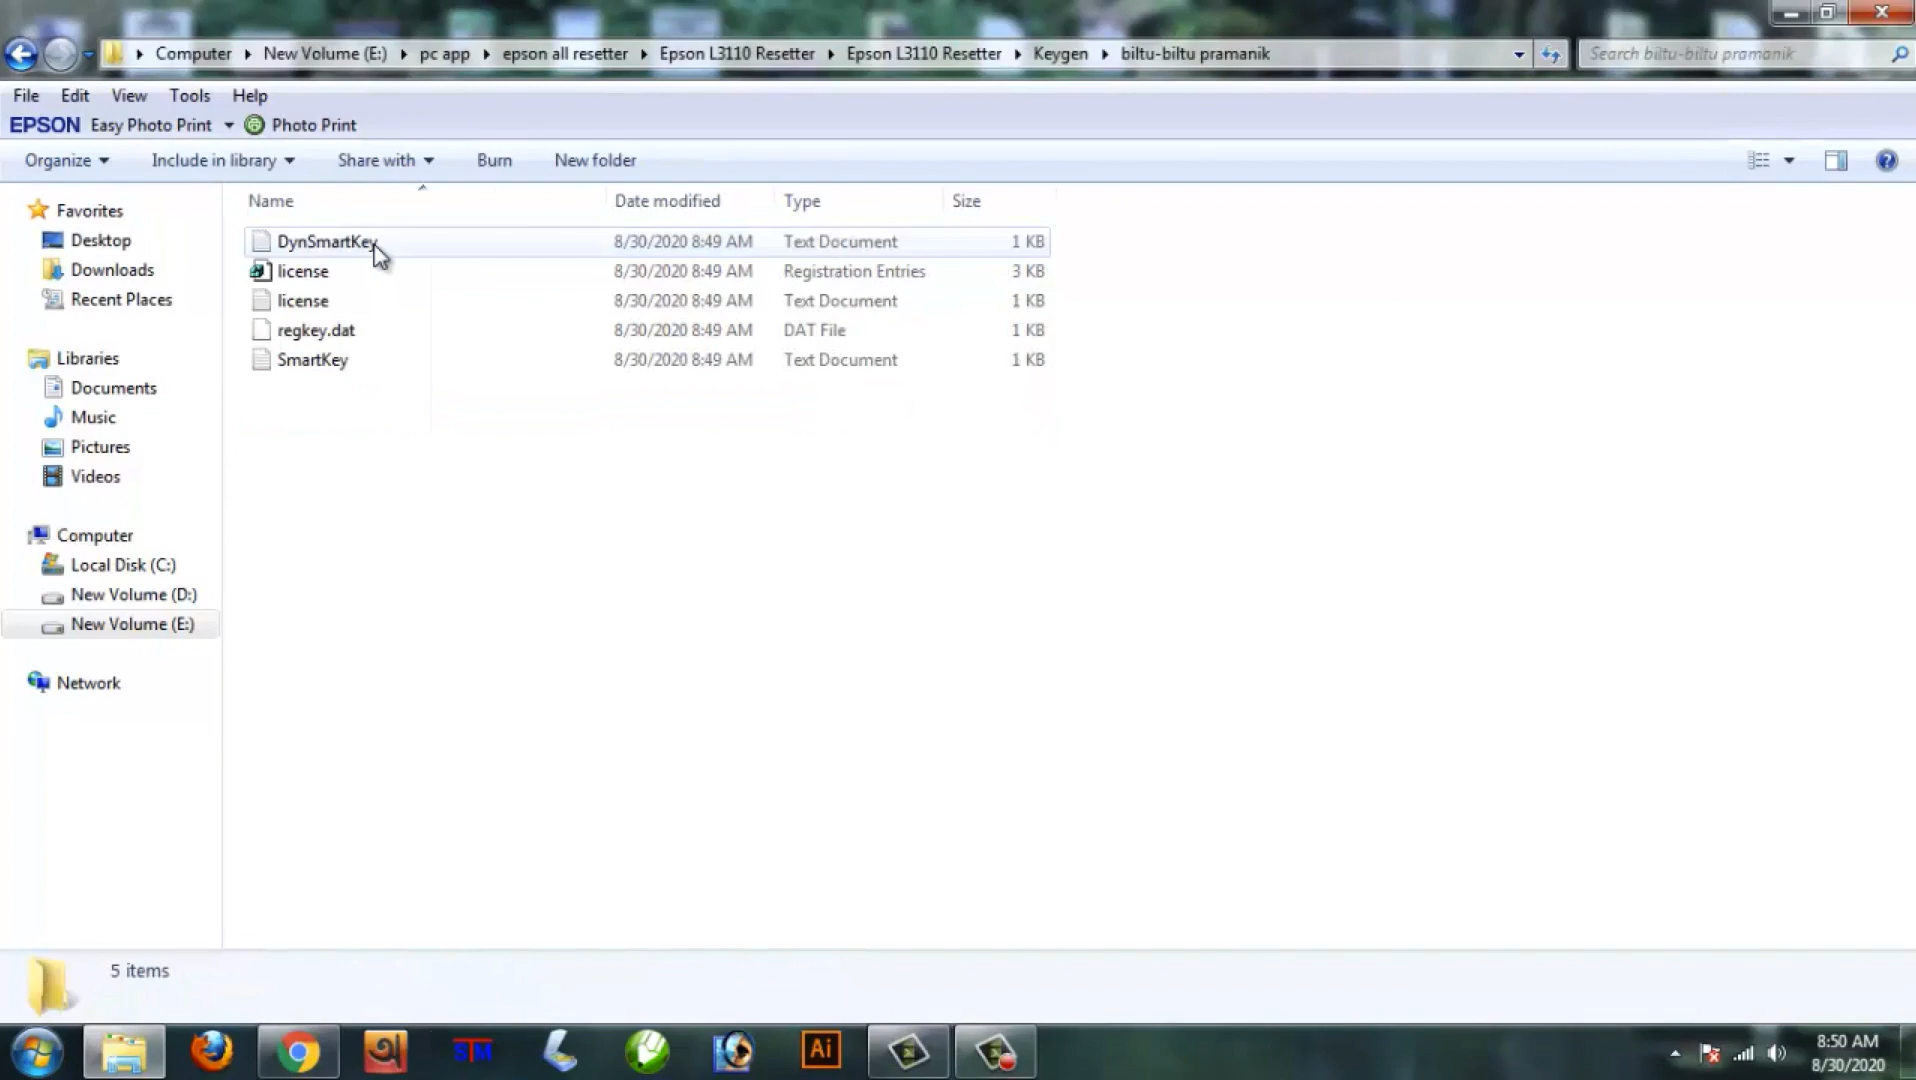 Computer New Volume (E:) pc app epson all resetter Epson L3110 Resetter Epson L3110 Resetter Keygen biltu-biltu pramanik Search biltu-biltu pramanik
File Edit View Tools Help
EPSON Easy Photo Print Photo Print
Organize Include in library Share with Burn New folder
Name Date modified Type Size
DynSmartKey 8/30/2020 8:49 AM Text Document 1 KB
license 8/30/2020 8:49 AM Registration Entries 3 KB
license 8/30/2020 8:49 AM Text Document 1 KB
regkey.dat 8/30/2020 8:49 AM DAT File 1 KB
SmartKey 8/30/2020 8:49 AM Text Document 1 KB
Favorites
Desktop
Downloads
Recent Places
Libraries
Documents
Music
Pictures
Videos
Computer
Local Disk (C:)
New Volume (D:)
New Volume (E:)
Network
5 items
অ STM Ai
8:50 AM
8/30/2020